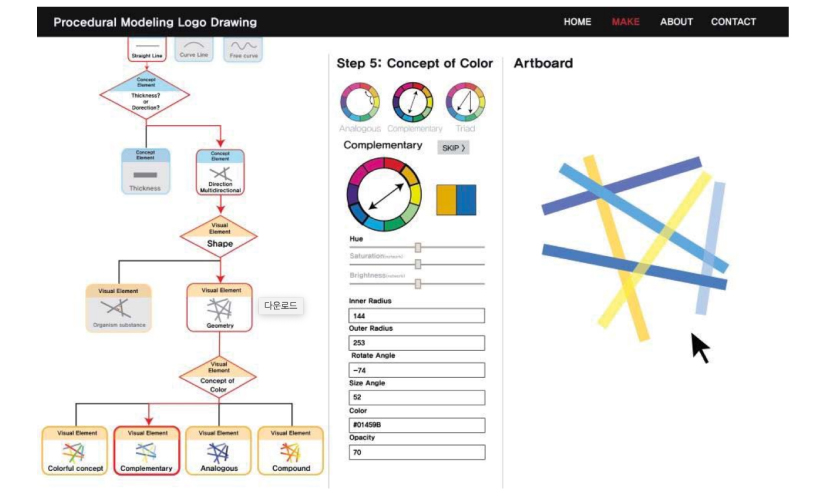 Procedural Modeling Logo Drawing
HOME MAKE ABOUT CONTACT
Straight Line
Curve Line
Free curve
Concept
Element
Thickness?
or
Dorection?
Concept
Element
Thickness
Concept
Element
Direction
Multidirectional
Visual
Element
Shape
Visual Element
Organism substance
Visual Element
Geometry
다운로드
Visual
Element
Concept of
Color
Visual Element
Colorful concept
Visual Element
Complementary
Visual Element
Analogous
Visual Element
Compound
Step 5: Concept of Color
Analogous Complementary Triad
Complementary
SKIP 〉
Hue
Saturation
Brightness
Inner Radius
144
Outer Radius
253
Rotate Angle
-74
Size Angle
52
Color
#01459B
Opacity
70
Artboard